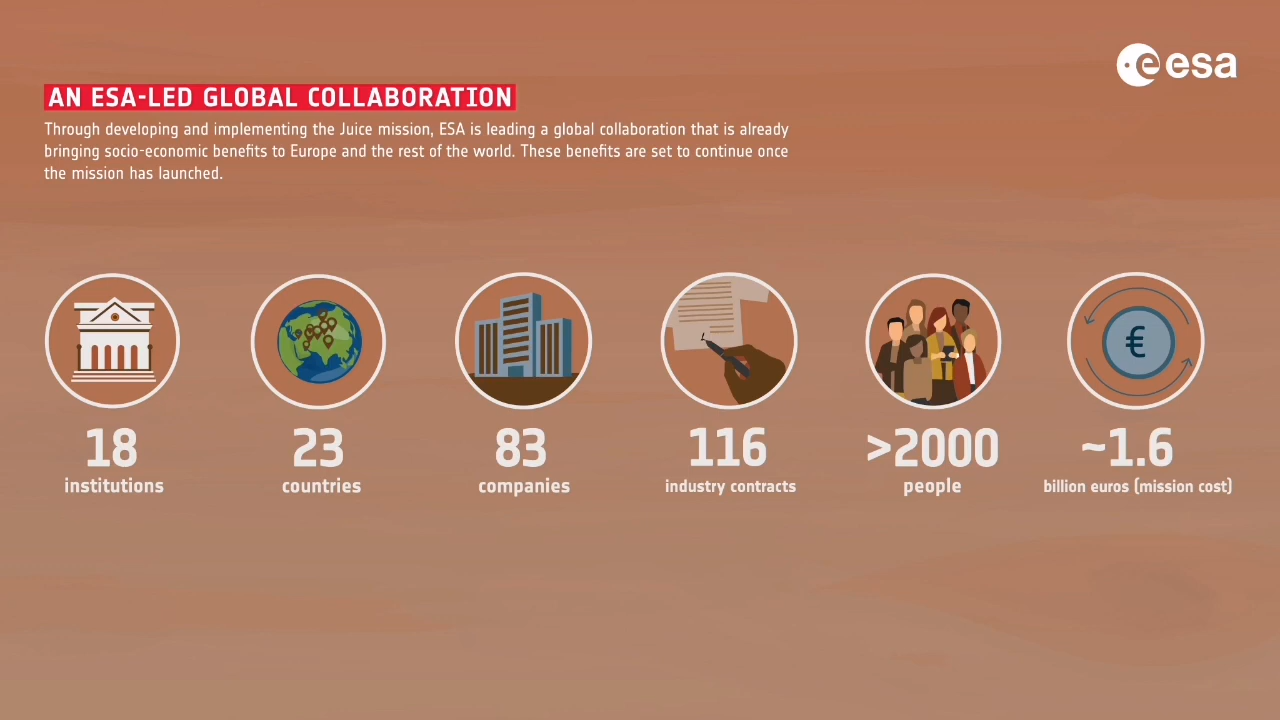 esa
AN ESA-LED GLOBAL COLLABORATION
Through developing and implementing the Juice mission, ESA is leading a global collaboration that is already
bringing socio-economic benefits to Europe and the rest of the world. These benefits are set to continue once
the mission has launched.
€
18
institutions
23
countries
83
companies
116
industry contracts
>2000
people
~1.6
billion euros (mission cost)